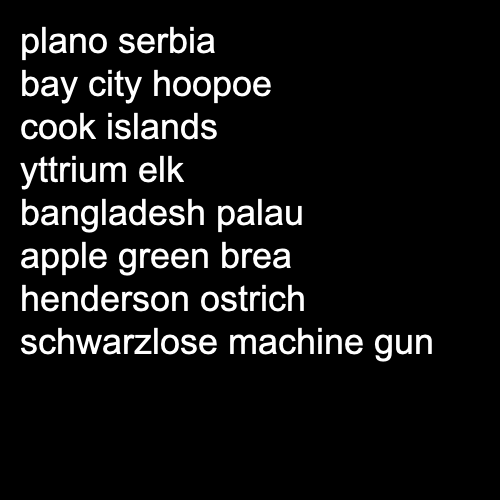 plano serbia
bay city hoopoe
cook islands
yttrium elk
bangladesh palau
apple green brea
henderson ostrich
schwarzlose machine gun